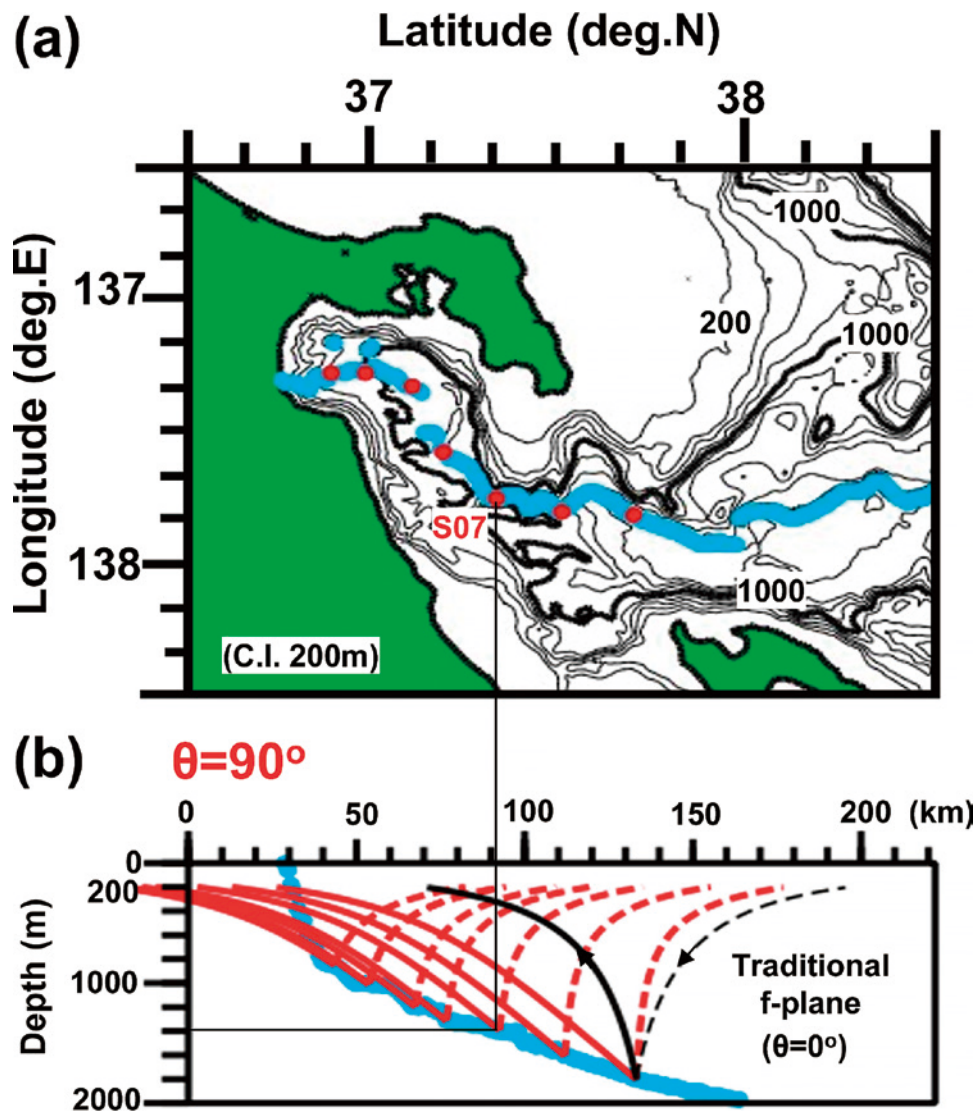 (a)
Latitude (deg.N)
37 38
Longitude (deg.E)
137
138
1000
200
1000
S07
1000
(C.I. 200m)
(b)
θ=90°
0 50 100 150 200 (km)
Depth (m)
0
200
1000
2000
Traditional
f-plane
(θ=0°)